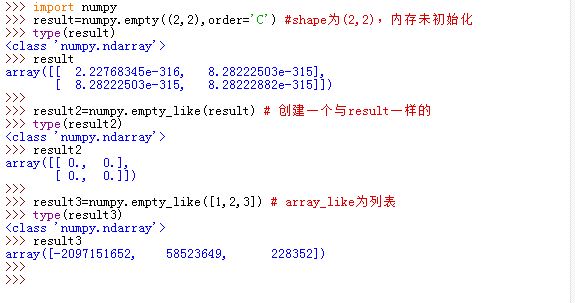 >>> import numpy
>>> result=numpy.empty((2,2),order='C') #shape为(2,2)，内存未初始化
>>> type(result)
<class 'numpy.ndarray'>
>>> result
array([[  2.22768345e-316,   8.28222503e-315],
       [  8.28222503e-315,   8.28222882e-315]])
>>>
>>> result2=numpy.empty_like(result) # 创建一个与result一样的
>>> type(result2)
<class 'numpy.ndarray'>
>>> result2
array([[ 0.,  0.],
       [ 0.,  0.]])
>>>
>>> result3=numpy.empty_like([1,2,3]) # array_like为列表
>>> type(result3)
<class 'numpy.ndarray'>
>>> result3
array([-2097151652,    58523649,      228352])
>>>
>>>